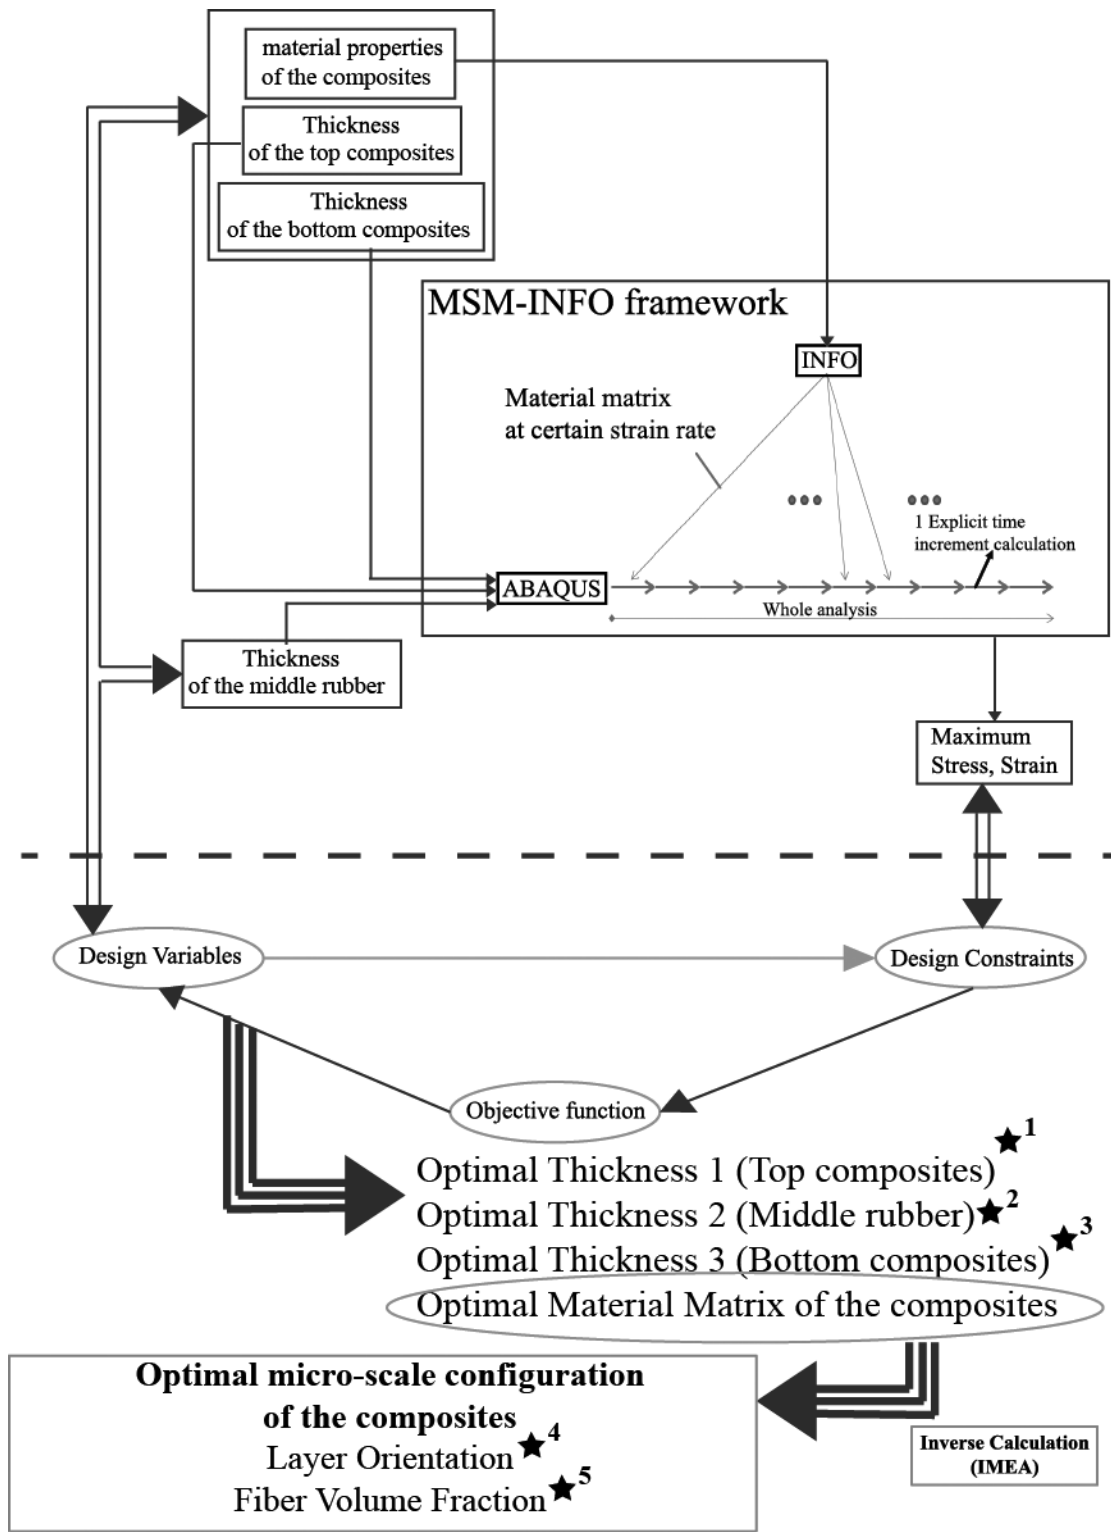 material properties
of the composites
Thickness
of the top composites
Thickness
of the bottom composites
MSM-INFO framework
INFO
Material matrix
at certain strain rate
1 Explicit time
increment calculation
ABAQUS
Whole analysis
Thickness
of the middle rubber
Maximum
Stress, Strain
Design Variables
Design Constraints
Objective function
Optimal Thickness 1 (Top composites)★1
Optimal Thickness 2 (Middle rubber)★2
Optimal Thickness 3 (Bottom composites)★3
Optimal Material Matrix of the composites
Optimal micro-scale configuration
of the composites
Layer Orientation★4
Fiber Volume Fraction★5
Inverse Calculation
(IMEA)